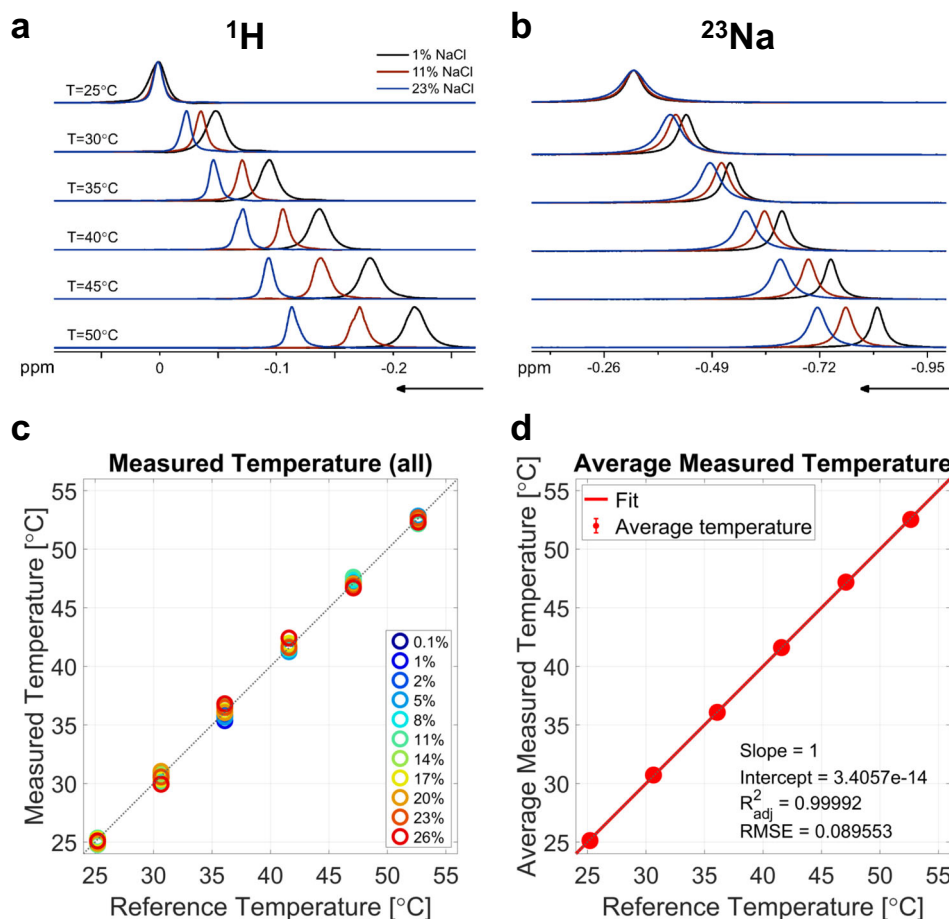 a
¹H
1% NaCl
11% NaCl
23% NaCl
T=25°C
T=30°C
T=35°C
T=40°C
T=45°C
T=50°C
ppm
0
-0.1
-0.2
b
²³Na
ppm
-0.26
-0.49
-0.72
-0.95
c
Measured Temperature (all)
Measured Temperature [°C]
55
50
45
40
35
30
25
0.1%
1%
2%
5%
8%
11%
14%
17%
20%
23%
26%
25 30 35 40 45 50 55
Reference Temperature [°C]
d
Average Measured Temperature
Average Measured Temperature [°C]
55
50
45
40
35
30
25
Fit
Average temperature
Slope = 1
Intercept = 3.4057e-14
R²adj = 0.99992
RMSE = 0.089553
25 30 35 40 45 50 55
Reference Temperature [°C]